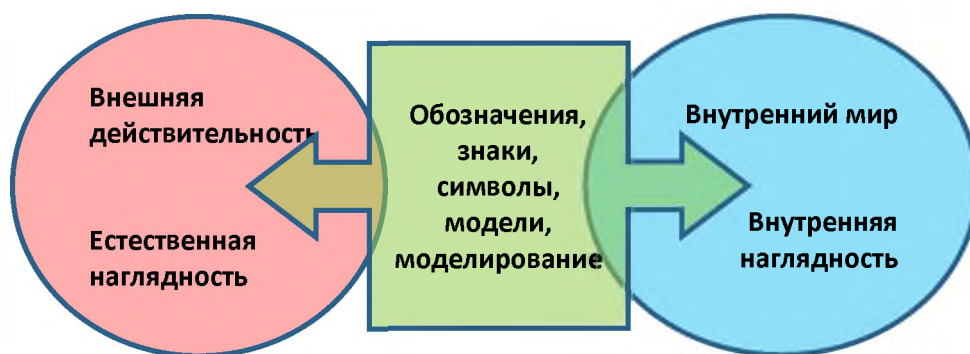 Внешняя
действительность
Естественная
наглядность
Обозначения,
знаки,
символы,
модели,
моделирование
Внутренний мир
Внутренняя
наглядность